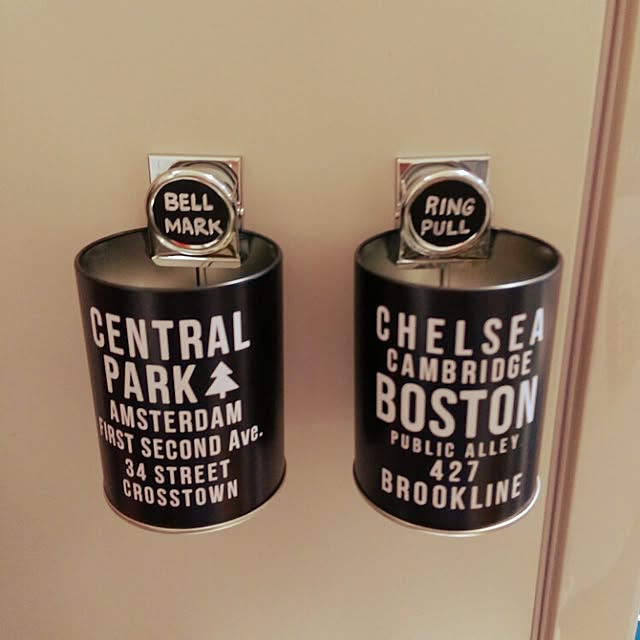 BELL
MARK
CENTRAL
PARK
AMSTERDAM
FIRST SECOND Ave.
34 STREET
CROSSTOWN
RING
PULL
CHELSEA
CAMBRIDGE
BOSTON
PUBLIC ALLEY
427
BROOKLINE